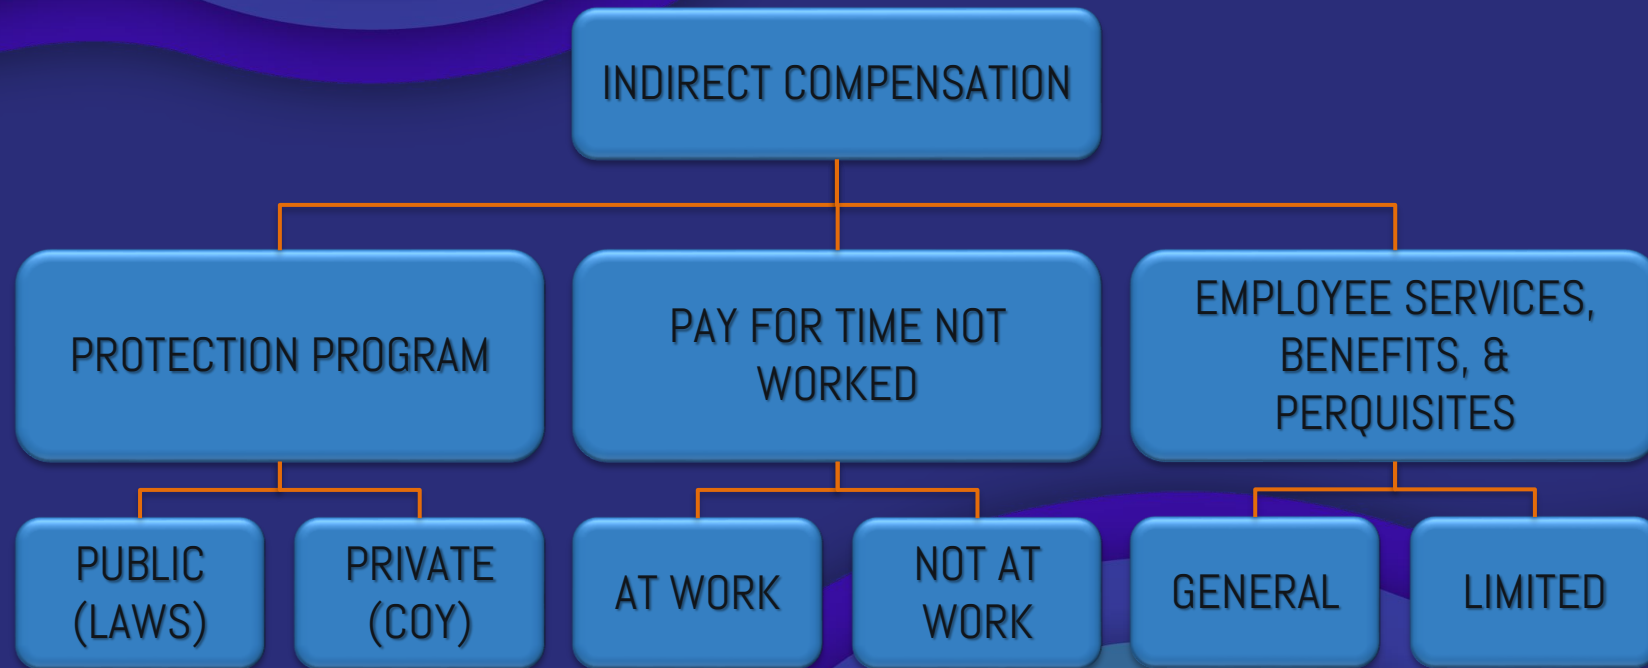 INDIRECT COMPENSATION
PROTECTION PROGRAM
PAY FOR TIME NOT
WORKED
EMPLOYEE SERVICES,
BENEFITS, &
PERQUISITES
PUBLIC
(LAWS)
PRIVATE
(COY)
AT WORK
NOT AT
WORK
GENERAL
LIMITED